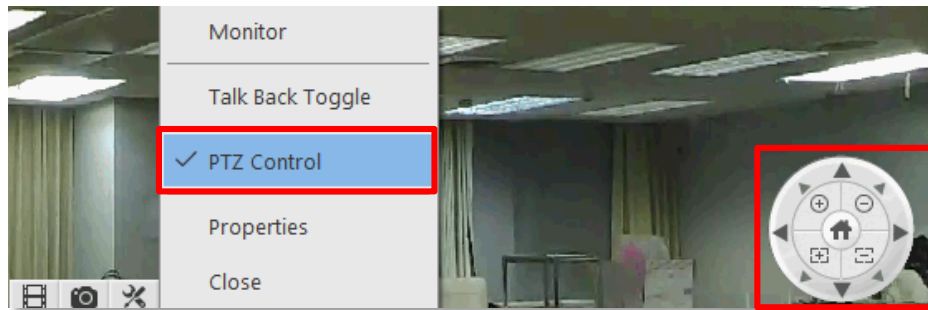 Monitor
Talk Back Toggle
PTZ Control
Properties
Close